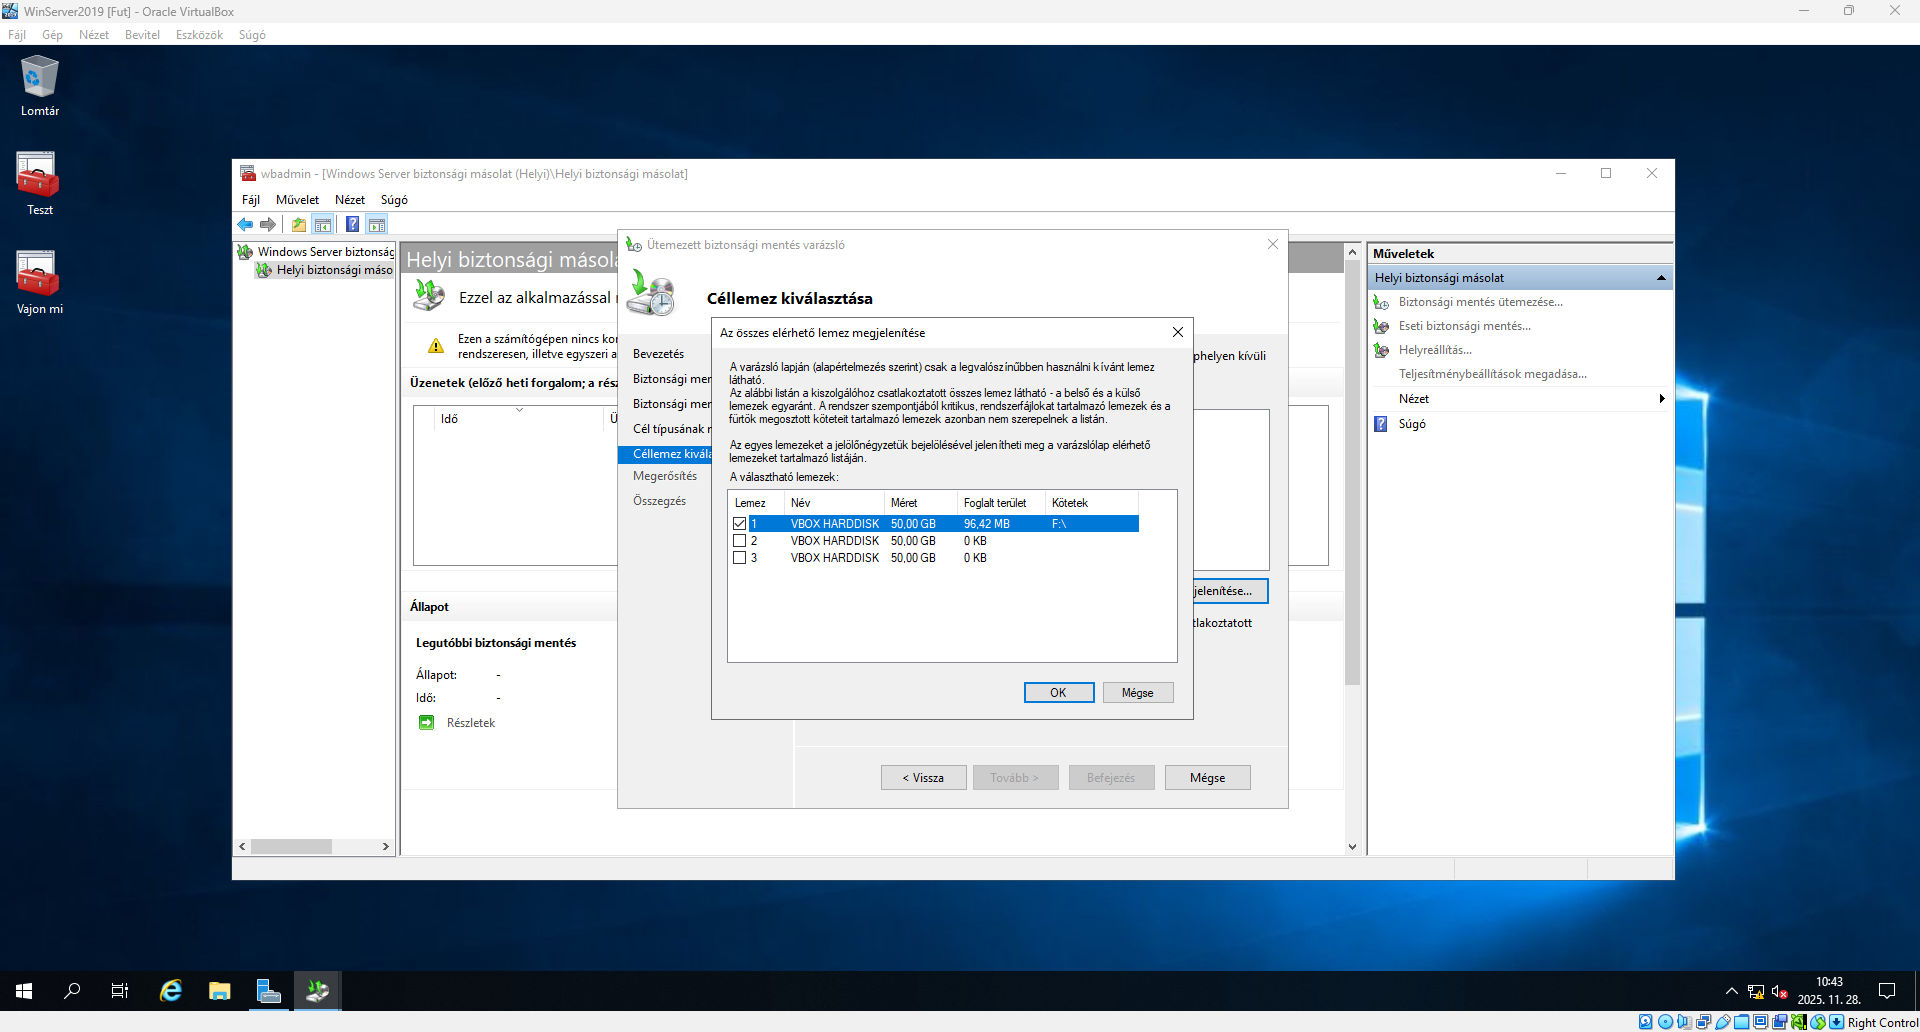 WinServer2019 [Fut] - Oracle VirtualBox
Fájl Gép Nézet Bevitel Eszközök Súgó
Lomtár
Teszt
Vajon mi
wbadmin - [Windows Server biztonsági másolat (Helyi)\Helyi biztonsági másolat]
Fájl Művelet Nézet Súgó
Windows Server biztonság
Helyi biztonsági máso
Helyi biztonsági másola
Ezzel az alkalmazással
Ezen a számítógépen nincs kor
rendszeresen, illetve egyszeri a
Üzenetek (előző heti forgalom; a rész
Idő Ü
Állapot
Legutóbbi biztonsági mentés
Állapot: -
Idő: -
Részletek
Ütemezett biztonsági mentés varázsló
Céllemez kiválasztása
Bevezetés
Biztonsági mer
Biztonsági mer
Cél típusának r
Céllemez kivála
Megerősítés
Összegzés
phelyen kívüli
jelenítése...
tlakoztatott
< Vissza Tovább > Befejezés Mégse
Az összes elérhető lemez megjelenítése
A varázsló lapján (alapértelmezés szerint) csak a legvalószínűbben használni kívánt lemez
látható.
Az alábbi listán a kiszolgálóhoz csatlakoztatott összes lemez látható - a belső és a külső
lemezek egyaránt. A rendszer szempontjából kritikus, rendszerfájlokat tartalmazó lemezek és a
fürtök megosztott köteteit tartalmazó lemezek azonban nem szerepelnek a listán.
Az egyes lemezeket a jelölőnégyzetük bejelölésével jelenítheti meg a varázslólap elérhető
lemezeket tartalmazó listáján.
A választható lemezek:
Lemez Név Méret Foglalt terület Kötetek
1 VBOX HARDDISK 50,00 GB 96,42 MB F:\
2 VBOX HARDDISK 50,00 GB 0 KB
3 VBOX HARDDISK 50,00 GB 0 KB
OK Mégse
Műveletek
Helyi biztonsági másolat
Biztonsági mentés ütemezése...
Eseti biztonsági mentés...
Helyreállítás...
Teljesítménybeállítások megadása...
Nézet
Súgó
10:43
2025. 11. 28.
Right Control